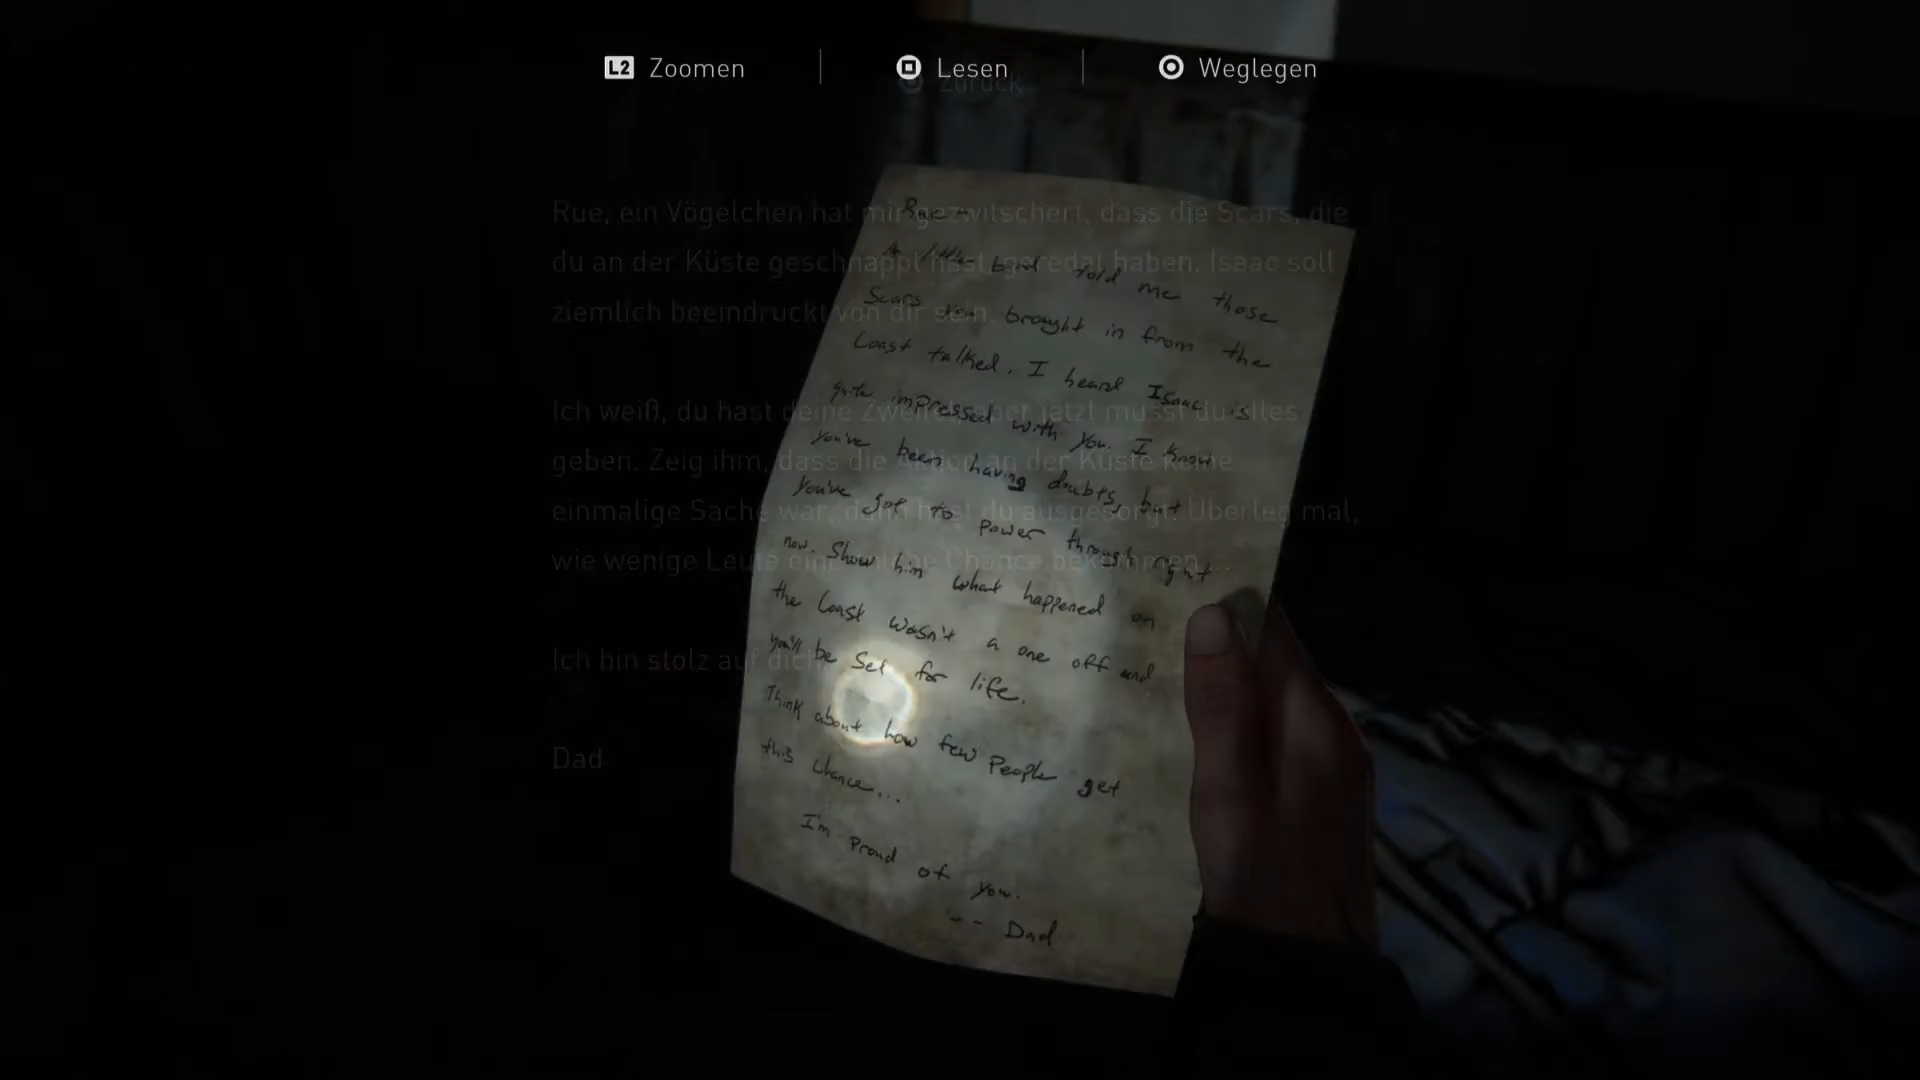 L2 Zoomen
Lesen
Weglegen
Zurück
Rue, ein Vögelchen hat mir gezwitschert, dass die Scars, die
du an der Küste geschnappt hast, geredet haben. Isaac soll
ziemlich beeindruckt von dir sein.
Ich weiß, du hast deine Zweifel, aber jetzt musst du alles
geben. Zeig ihm, dass die Aktion an der Küste keine
einmalige Sache war, dann hast du ausgesorgt. Überleg mal,
wie wenige Leute eine Chance bekommen...
Ich bin stolz auf dich.
Dad
Rue -
A little bird told me those
Scars you brought in from the
Coast talked. I heard Isaac is
quite impressed with you. I know
you've been having doubts, but
you've got to power through right
now. Show him what happened on
the Coast wasn't a one off and
you'll be set for life.
Think about how few people get
this chance...
I'm proud of you.
-- Dad